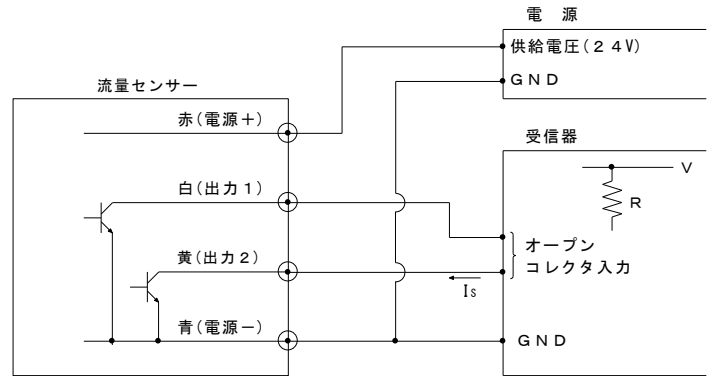 電　源
供給電圧(２４V)
ＧＮＤ
流量センサー
赤(電源＋)
受信器
V
R
白(出力１)
オープン
コレクタ入力
黄(出力２)
Is
青(電源－)
ＧＮＤ